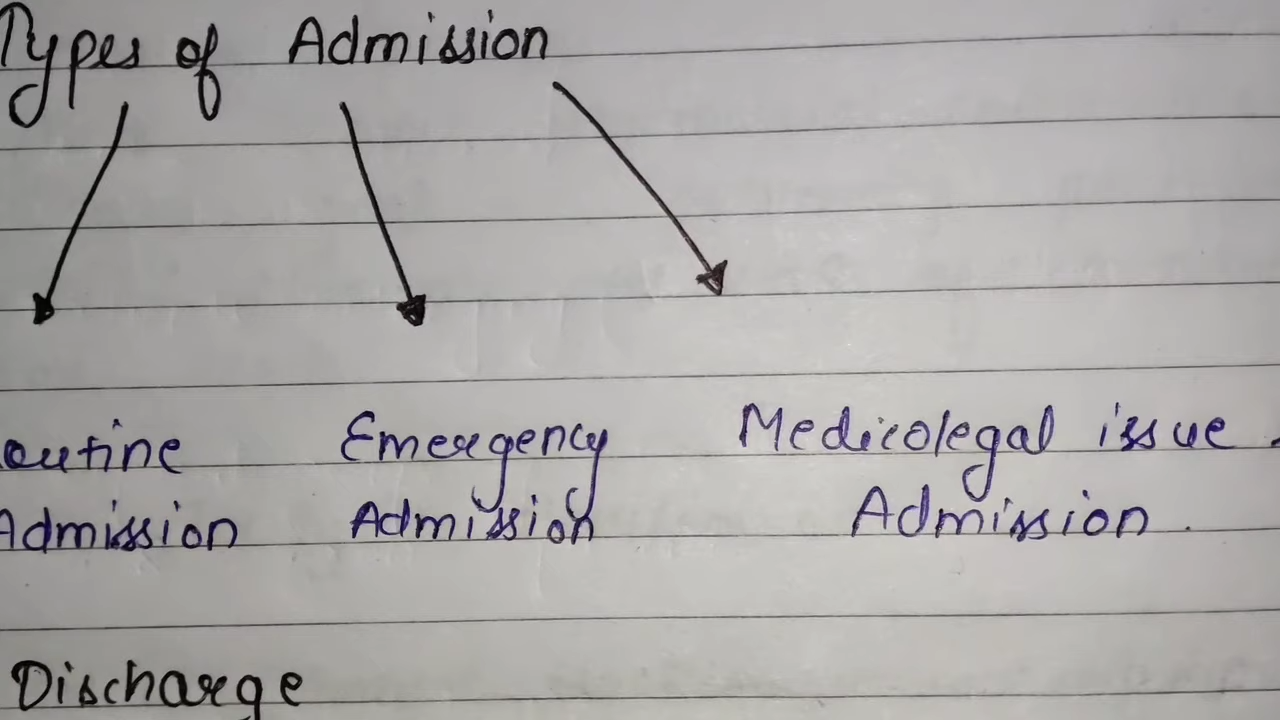 Types of Admission
outine Emergency Medicolegal issue
Admission Admission Admission.
Discharge